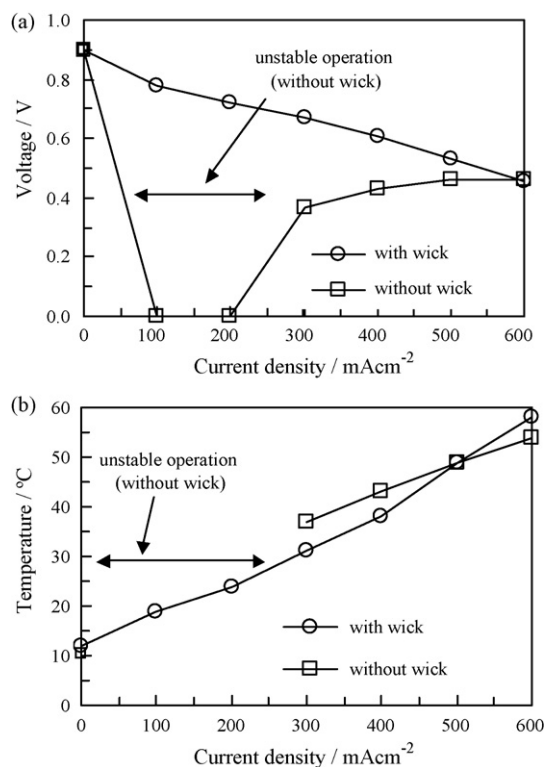 (a)
1.0
0.8
0.6
0.4
0.2
0.0
Voltage / V
unstable operation
(without wick)
with wick
without wick
0
100
200
300
400
500
600
Current density / mAcm-2
(b)
60
50
40
30
20
10
0
Temperature / ºC
unstable operation
(without wick)
with wick
without wick
0
100
200
300
400
500
600
Current density / mAcm-2